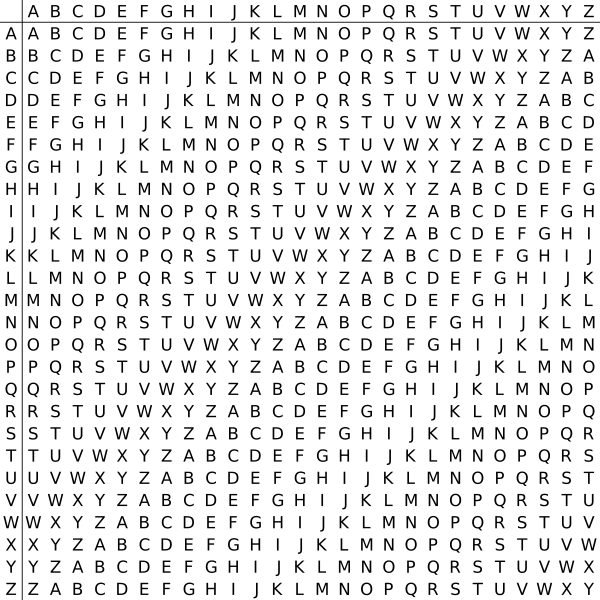 A B C D E F G H I J K L M N O P Q R S T U V W X Y Z
A A B C D E F G H I J K L M N O P Q R S T U V W X Y Z
B B C D E F G H I J K L M N O P Q R S T U V W X Y Z A
C C D E F G H I J K L M N O P Q R S T U V W X Y Z A B
D D E F G H I J K L M N O P Q R S T U V W X Y Z A B C
E E F G H I J K L M N O P Q R S T U V W X Y Z A B C D
F F G H I J K L M N O P Q R S T U V W X Y Z A B C D E
G G H I J K L M N O P Q R S T U V W X Y Z A B C D E F
H H I J K L M N O P Q R S T U V W X Y Z A B C D E F G
I I J K L M N O P Q R S T U V W X Y Z A B C D E F G H
J J K L M N O P Q R S T U V W X Y Z A B C D E F G H I
K K L M N O P Q R S T U V W X Y Z A B C D E F G H I J
L L M N O P Q R S T U V W X Y Z A B C D E F G H I J K
M M N O P Q R S T U V W X Y Z A B C D E F G H I J K L
N N O P Q R S T U V W X Y Z A B C D E F G H I J K L M
O O P Q R S T U V W X Y Z A B C D E F G H I J K L M N
P P Q R S T U V W X Y Z A B C D E F G H I J K L M N O
Q Q R S T U V W X Y Z A B C D E F G H I J K L M N O P
R R S T U V W X Y Z A B C D E F G H I J K L M N O P Q
S S T U V W X Y Z A B C D E F G H I J K L M N O P Q R
T T U V W X Y Z A B C D E F G H I J K L M N O P Q R S
U U V W X Y Z A B C D E F G H I J K L M N O P Q R S T
V V W X Y Z A B C D E F G H I J K L M N O P Q R S T U
W W X Y Z A B C D E F G H I J K L M N O P Q R S T U V
X X Y Z A B C D E F G H I J K L M N O P Q R S T U V W
Y Y Z A B C D E F G H I J K L M N O P Q R S T U V W X
Z Z A B C D E F G H I J K L M N O P Q R S T U V W X Y